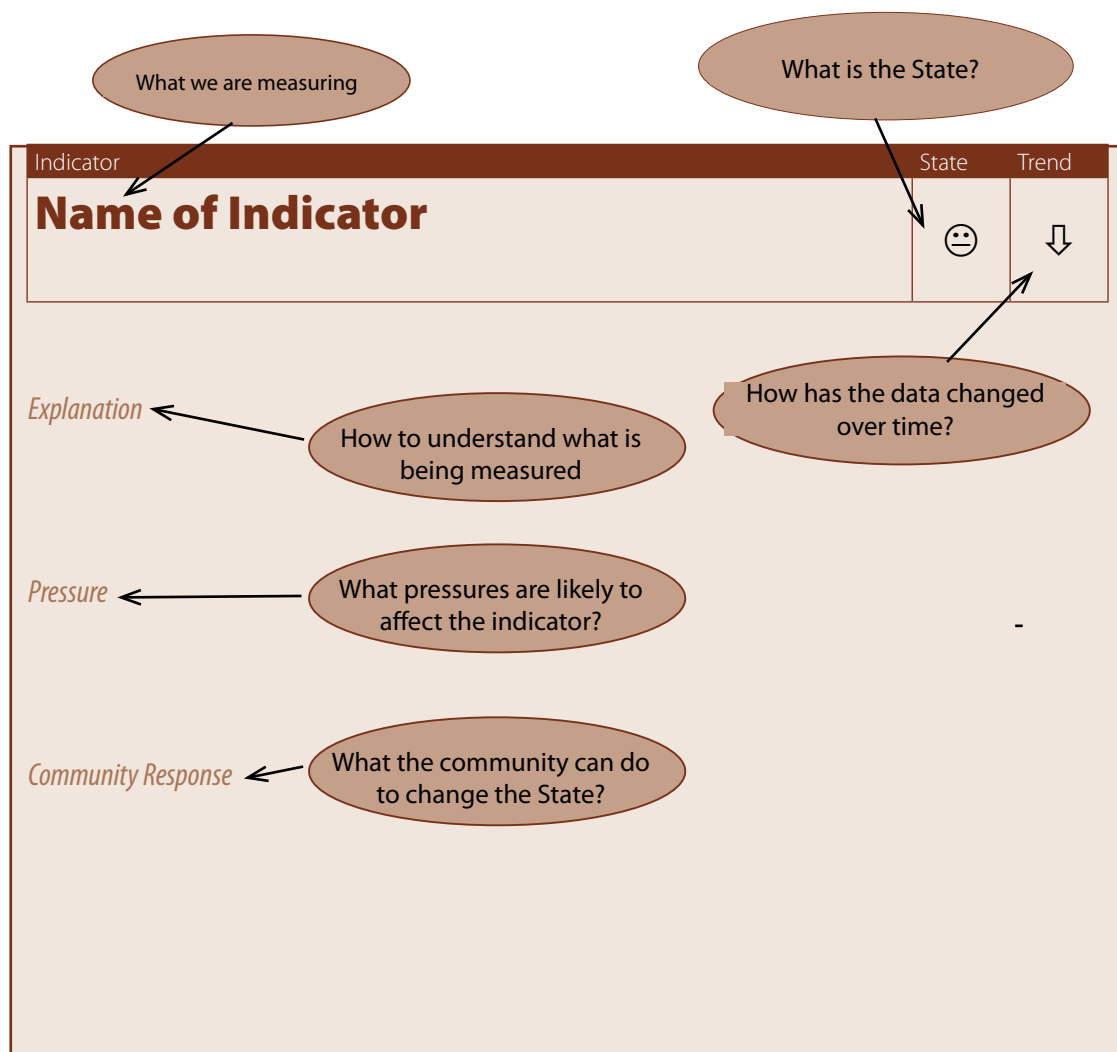 What we are measuring
What is the State?
Indicator State Trend
Name of Indicator
😐 ⇩
How has the data changed
over time?
Explanation
How to understand what is
being measured
Pressure
What pressures are likely to
affect the indicator?
-
Community Response
What the community can do
to change the State?